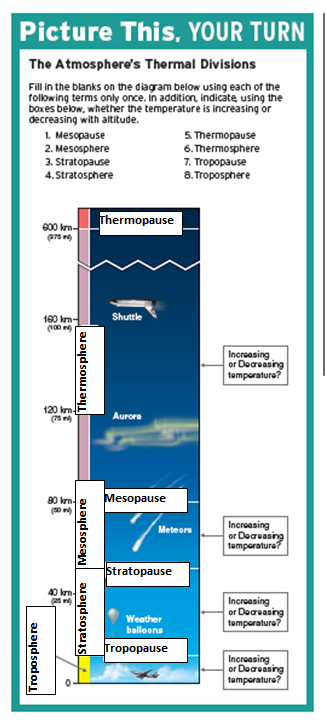 Picture This, YOUR TURN
The Atmosphere's Thermal Divisions
Fill in the blanks on the diagram below using each of the
following terms only once. In addition, indicate, using the
boxes below, whether the temperature is increasing or
decreasing with altitude.
1. Mesopause
2. Mesosphere
3. Stratopause
4. Stratosphere
5. Thermopause
6. Thermosphere
7. Tropopause
8. Troposphere
Thermopause
600 km
(375 mi)
Shuttle
160 km
(100 mi)
Thermosphere
Increasing
or Decreasing
temperature?
120 km
(75 mi)
Aurora
Mesopause
80 km
(50 mi)
Mesosphere
Meteors
Increasing
or Decreasing
temperature?
Stratopause
40 km
(25 mi)
Stratosphere
Weather
balloons
Increasing
or Decreasing
temperature?
Tropopause
Troposphere
Increasing
or Decreasing
temperature?
0